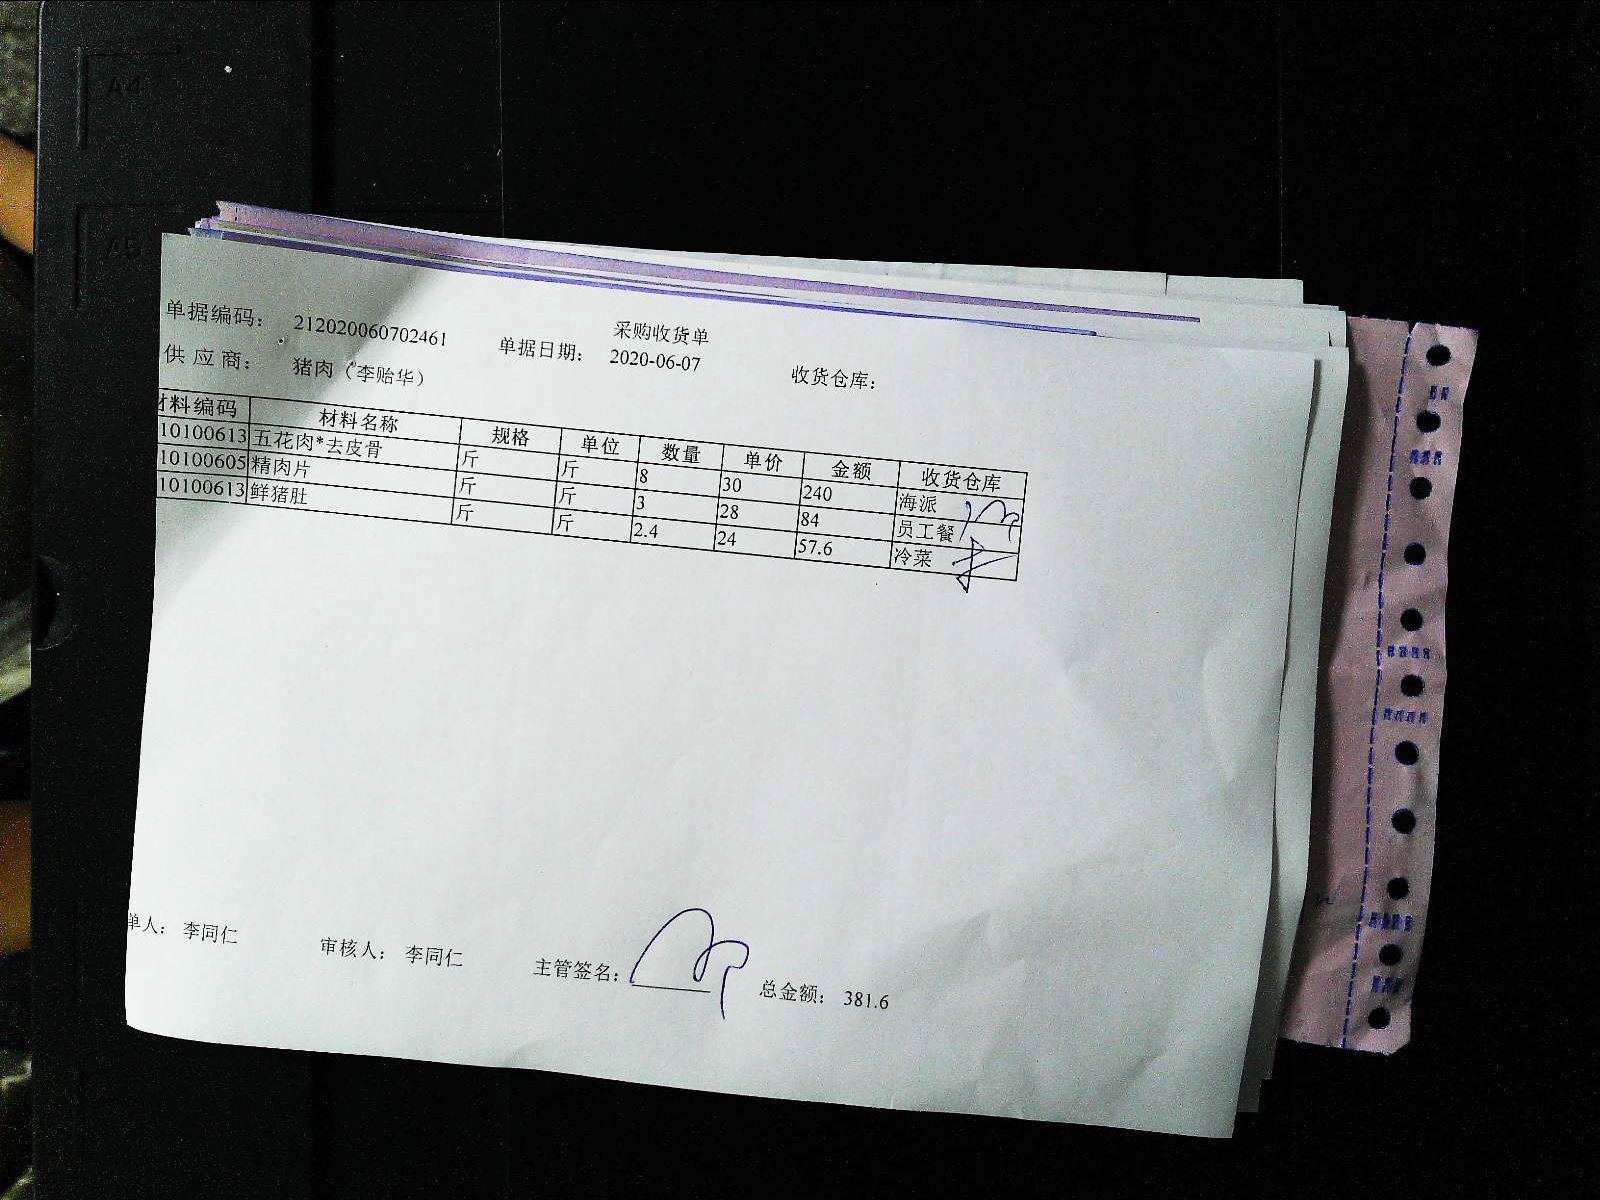 A4
A5
采购收货单
单据编码： 212020060702461 单据日期： 2020-06-07 收货仓库：
供应商： 猪肉（李贻华）
材料编码 材料名称 规格 单位 数量 单价 金额 收货仓库
10100613 五花肉*去皮骨 斤 斤 8 30 240 海派
10100605 精肉片 斤 斤 3 28 84 员工餐
10100613 鲜猪肚 斤 斤 2.4 24 57.6 冷菜
单人： 李同仁 审核人： 李同仁 主管签名： 总金额： 381.6